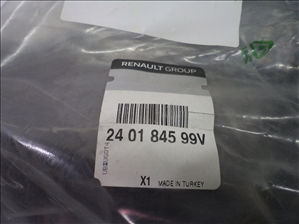 RENAULT GROUP
24 01 845 99V
X1 MADE IN TURKEY